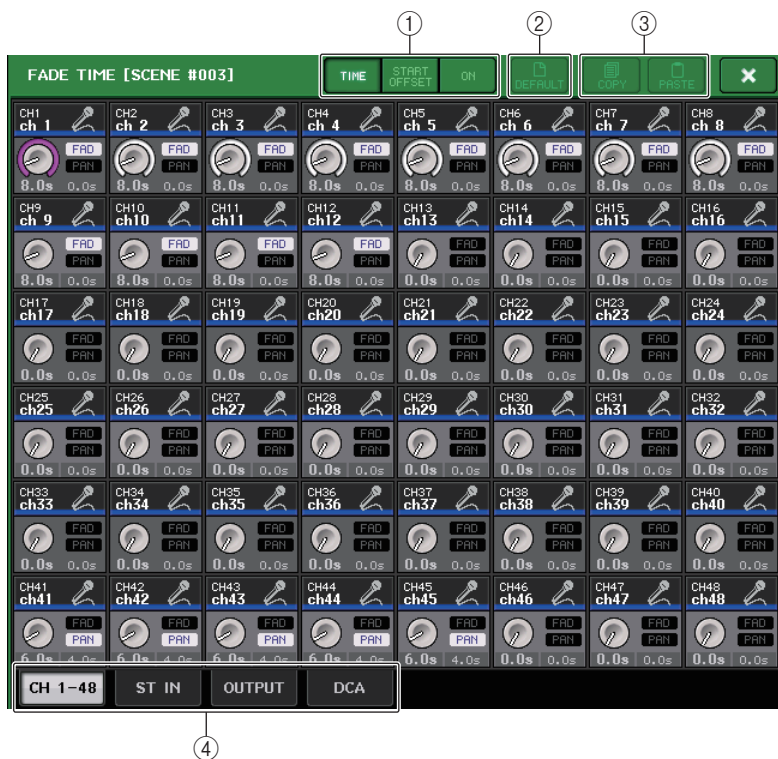 ① ② ③
FADE TIME [SCENE #003] TIME START OFFSET ON DEFAULT COPY PASTE ×
CH1 CH2 CH3 CH4 CH5 CH6 CH7 CH8
ch 1 ch 2 ch 3 ch 4 ch 5 ch 6 ch 7 ch 8
FAD FAD FAD FAD FAD FAD FAD FAD
PAN PAN PAN PAN PAN PAN PAN PAN
8.0s 0.0s 8.0s 0.0s 8.0s 0.0s 8.0s 0.0s 8.0s 0.0s 8.0s 0.0s 8.0s 0.0s 8.0s 0.0s
CH9 CH10 CH11 CH12 CH13 CH14 CH15 CH16
ch 9 ch10 ch11 ch12 ch13 ch14 ch15 ch16
FAD FAD FAD FAD FAD FAD FAD FAD
PAN PAN PAN PAN PAN PAN PAN PAN
8.0s 0.0s 8.0s 0.0s 8.0s 0.0s 8.0s 0.0s 0.0s 0.0s 0.0s 0.0s 0.0s 0.0s 0.0s 0.0s
CH17 CH18 CH19 CH20 CH21 CH22 CH23 CH24
ch17 ch18 ch19 ch20 ch21 ch22 ch23 ch24
FAD FAD FAD FAD FAD FAD FAD FAD
PAN PAN PAN PAN PAN PAN PAN PAN
0.0s 0.0s 0.0s 0.0s 0.0s 0.0s 0.0s 0.0s 0.0s 0.0s 0.0s 0.0s 0.0s 0.0s 0.0s 0.0s
CH25 CH26 CH27 CH28 CH29 CH30 CH31 CH32
ch25 ch26 ch27 ch28 ch29 ch30 ch31 ch32
FAD FAD FAD FAD FAD FAD FAD FAD
PAN PAN PAN PAN PAN PAN PAN PAN
0.0s 0.0s 0.0s 0.0s 0.0s 0.0s 0.0s 0.0s 0.0s 0.0s 0.0s 0.0s 0.0s 0.0s 0.0s 0.0s
CH33 CH34 CH35 CH36 CH37 CH38 CH39 CH40
ch33 ch34 ch35 ch36 ch37 ch38 ch39 ch40
FAD FAD FAD FAD FAD FAD FAD FAD
PAN PAN PAN PAN PAN PAN PAN PAN
0.0s 0.0s 0.0s 0.0s 0.0s 0.0s 0.0s 0.0s 0.0s 0.0s 0.0s 0.0s 0.0s 0.0s 0.0s 0.0s
CH41 CH42 CH43 CH44 CH45 CH46 CH47 CH48
ch41 ch42 ch43 ch44 ch45 ch46 ch47 ch48
FAD FAD FAD FAD FAD FAD FAD FAD
PAN PAN PAN PAN PAN PAN PAN PAN
6.0s 4.0s 6.0s 4.0s 6.0s 4.0s 6.0s 4.0s 6.0s 4.0s 0.0s 0.0s 0.0s 0.0s 0.0s 0.0s
CH 1-48 ST IN OUTPUT DCA
④